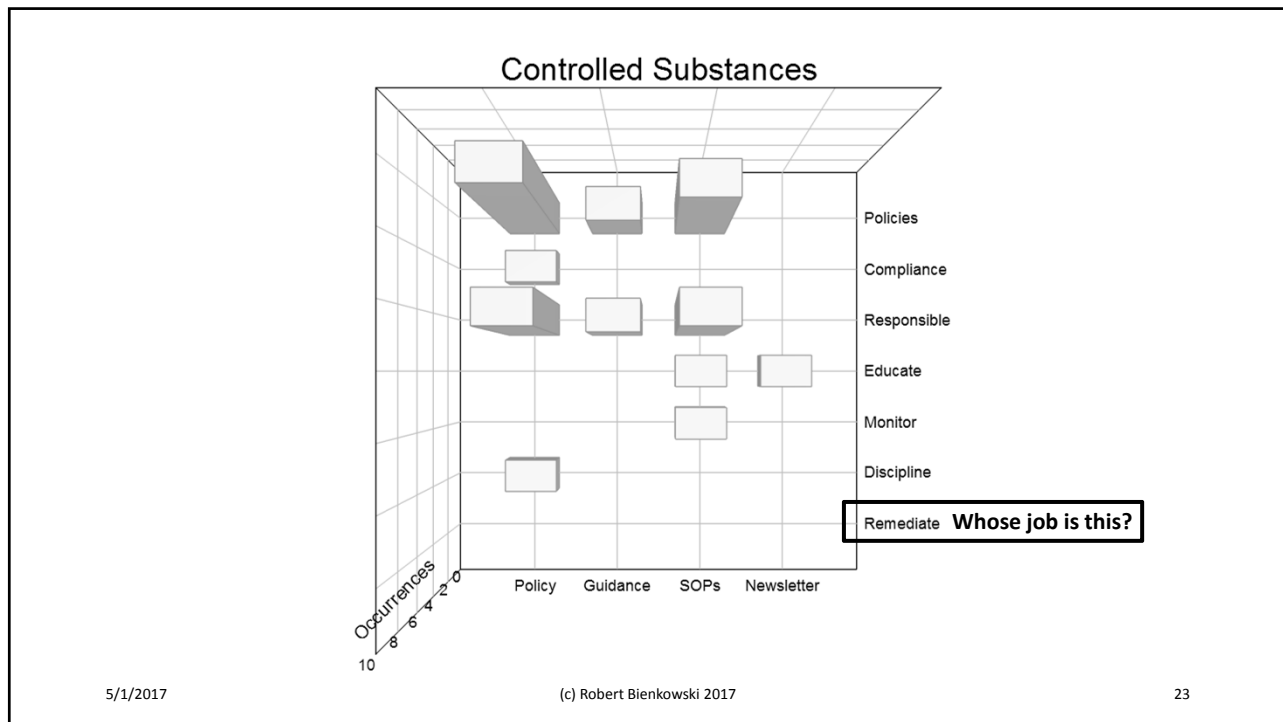 Controlled Substances
Policies
Compliance
Responsible
Educate
Monitor
Discipline
Remediate Whose job is this?
Occurrences
0
2
4
6
8
10
Policy Guidance SOPs Newsletter
5/1/2017 (c) Robert Bienkowski 2017 23